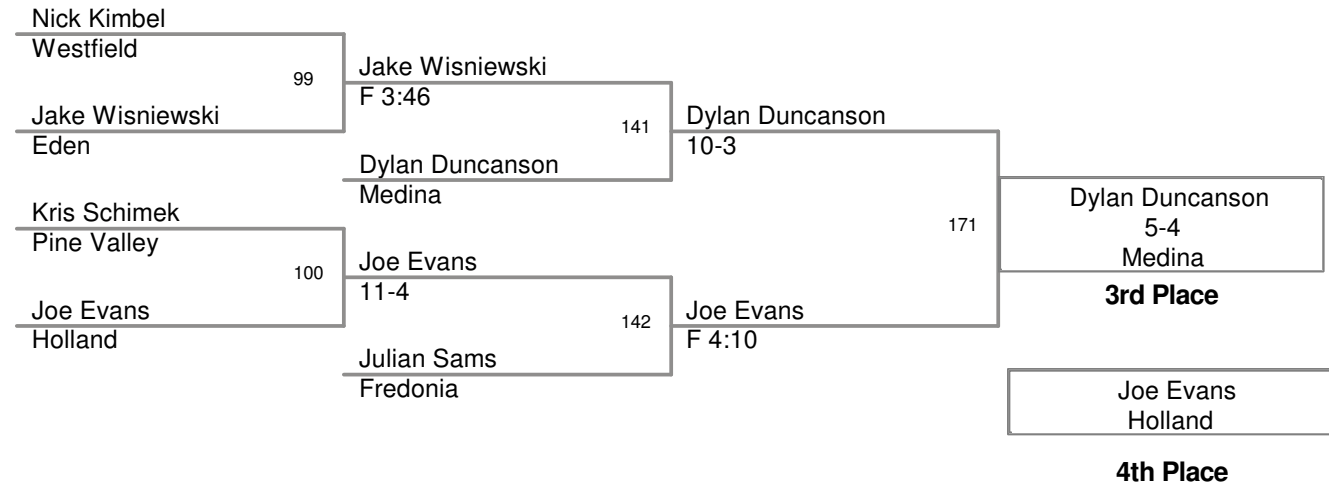 Nick Kimbel
Westfield
99
Jake Wisniewski
F 3:46
Jake Wisniewski
Eden
141
Dylan Duncanson
10-3
Dylan Duncanson
Medina
Kris Schimek
Pine Valley
171
Dylan Duncanson
5-4
Medina
3rd Place
100
Joe Evans
11-4
Joe Evans
Holland
142
Joe Evans
F 4:10
Julian Sams
Fredonia
Joe Evans
Holland
4th Place